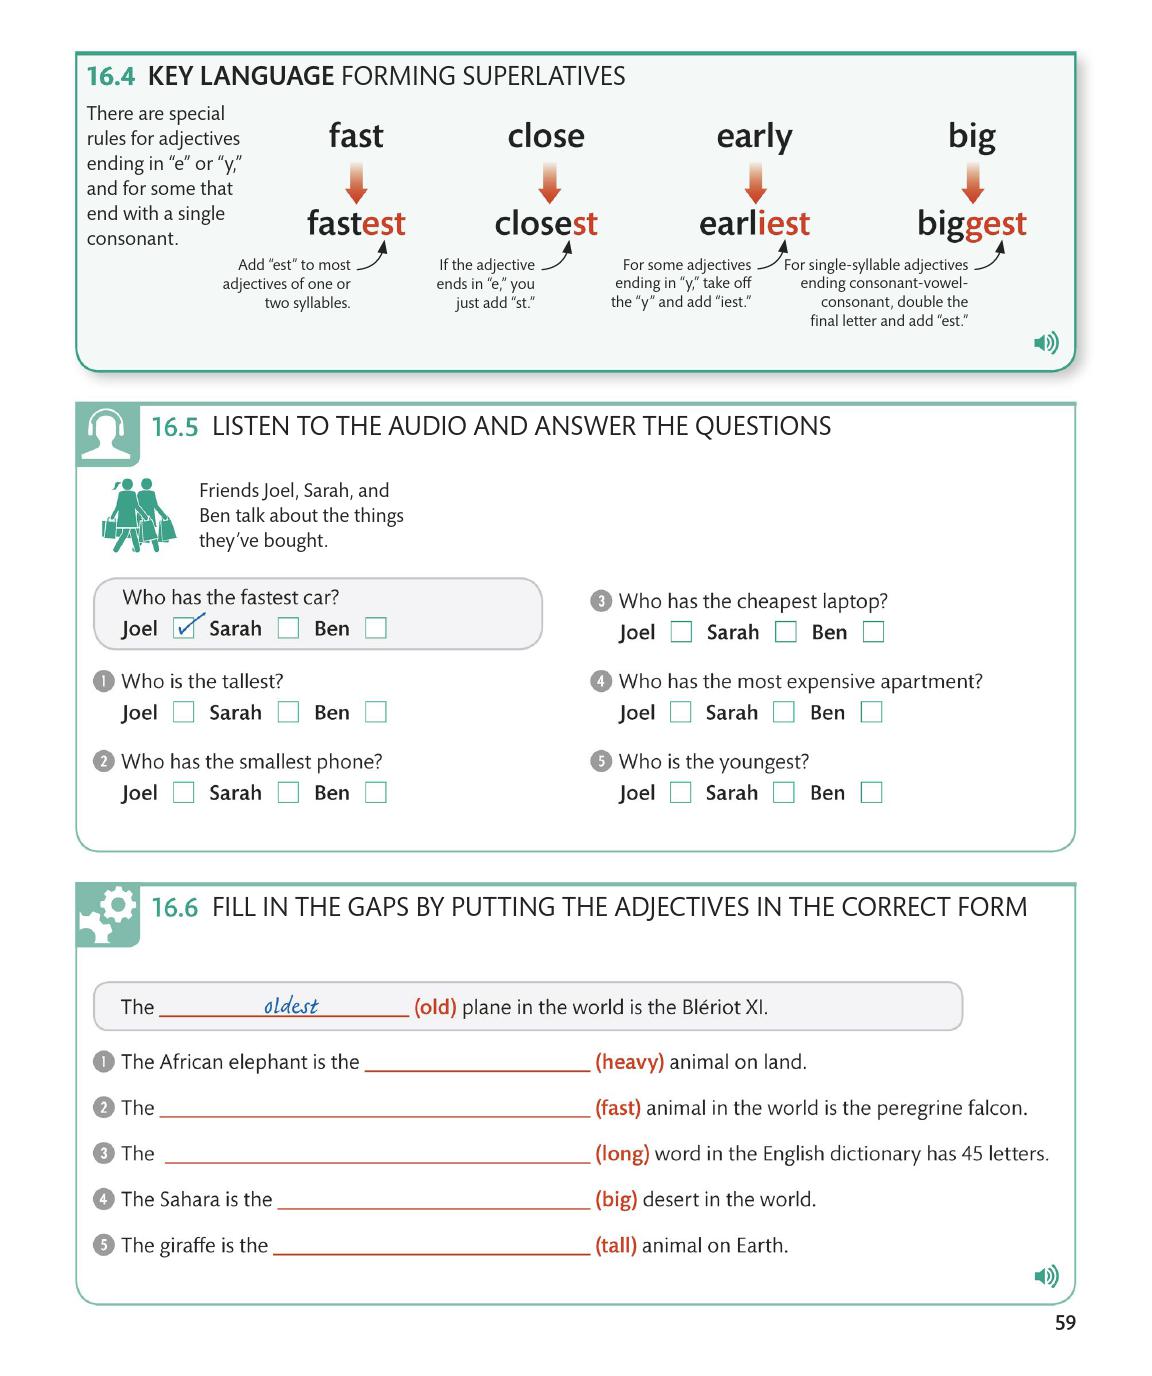 16.4 KEY LANGUAGE FORMING SUPERLATIVES
There are special
rules for adjectives
ending in “e” or “y,”
and for some that
end with a single
consonant.
fast close early big
fastest closest earliest biggest
Add “est” to most
adjectives of one or
two syllables.
If the adjective
ends in “e,” you
just add “st.”
For some adjectives
ending in “y,” take off
the “y” and add “iest.”
For single-syllable adjectives
ending consonant-vowel-
consonant, double the
final letter and add “est.”
16.5 LISTEN TO THE AUDIO AND ANSWER THE QUESTIONS
Friends Joel, Sarah, and
Ben talk about the things
they’ve bought.
Who has the fastest car?
Joel Sarah Ben
1 Who is the tallest?
Joel Sarah Ben
2 Who has the smallest phone?
Joel Sarah Ben
3 Who has the cheapest laptop?
Joel Sarah Ben
4 Who has the most expensive apartment?
Joel Sarah Ben
5 Who is the youngest?
Joel Sarah Ben
16.6 FILL IN THE GAPS BY PUTTING THE ADJECTIVES IN THE CORRECT FORM
The oldest (old) plane in the world is the Blériot XI.
1 The African elephant is the (heavy) animal on land.
2 The (fast) animal in the world is the peregrine falcon.
3 The (long) word in the English dictionary has 45 letters.
4 The Sahara is the (big) desert in the world.
5 The giraffe is the (tall) animal on Earth.
59